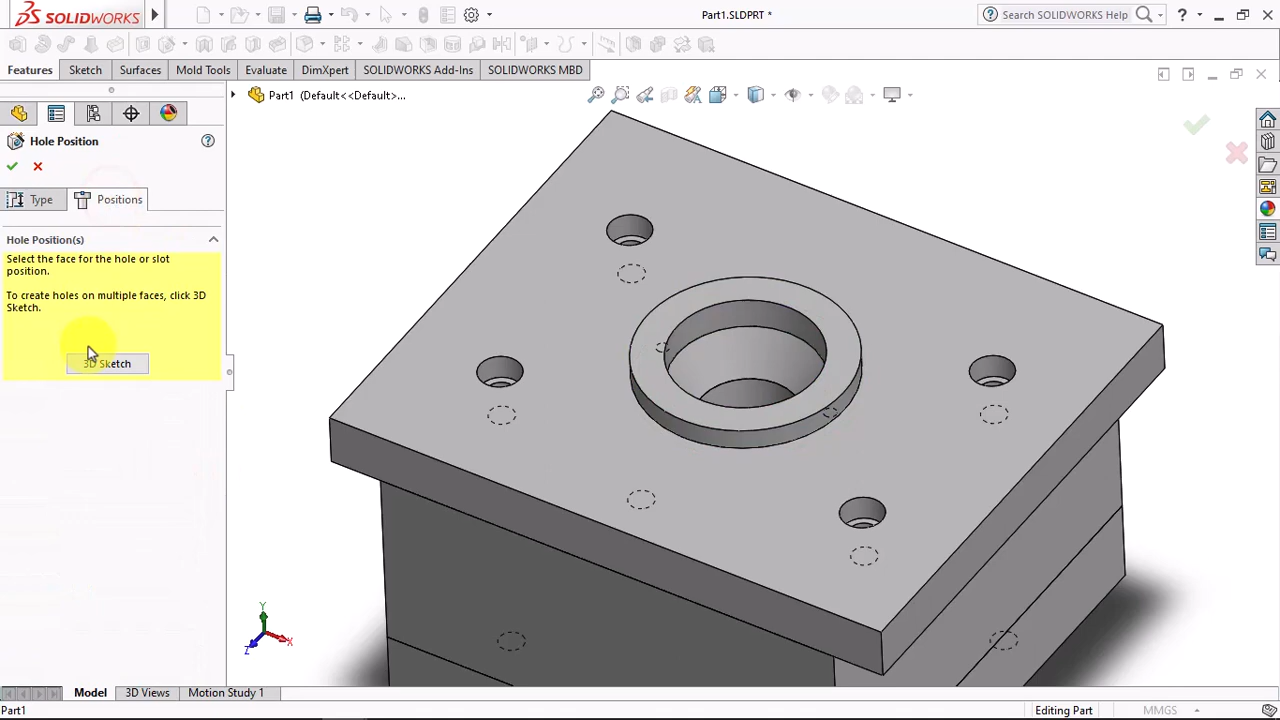 SOLIDWORKS
Part1.SLDPRT *
Search SOLIDWORKS Help
?
Features
Sketch
Surfaces
Mold Tools
Evaluate
DimXpert
SOLIDWORKS Add-Ins
SOLIDWORKS MBD
Part1 (Default<<Default>...
Hole Position
?
Type
Positions
Hole Position(s)
Select the face for the hole or slot
position.
To create holes on multiple faces, click 3D
Sketch.
3D Sketch
Y
X
Z
Model
3D Views
Motion Study 1
Part1
Editing Part
MMGS